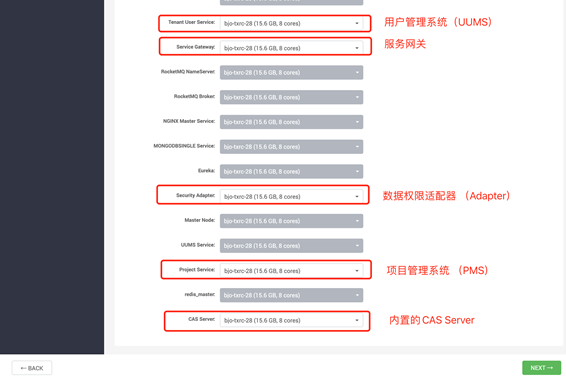 Tenant User Service: bjo-txrc-28 (15.6 GB, 8 cores) 用户管理系统（UUMS）
Service Gateway: bjo-txrc-28 (15.6 GB, 8 cores) 服务网关
RocketMQ NameServer: bjo-txrc-28 (15.6 GB, 8 cores)
RocketMQ Broker: bjo-txrc-28 (15.6 GB, 8 cores)
NGINX Master Service: bjo-txrc-28 (15.6 GB, 8 cores)
MONGODBSINGLE Service: bjo-txrc-28 (15.6 GB, 8 cores)
Eureka: bjo-txrc-28 (15.6 GB, 8 cores)
Security Adapter: bjo-txrc-28 (15.6 GB, 8 cores) 数据权限适配器 （Adapter）
Master Node: bjo-txrc-28 (15.6 GB, 8 cores)
UUMS Service: bjo-txrc-28 (15.6 GB, 8 cores)
Project Service: bjo-txrc-28 (15.6 GB, 8 cores) 项目管理系统 （PMS）
redis_master: bjo-txrc-28 (15.6 GB, 8 cores)
CAS Server: bjo-txrc-28 (15.6 GB, 8 cores) 内置的 CAS Server
← BACK NEXT →